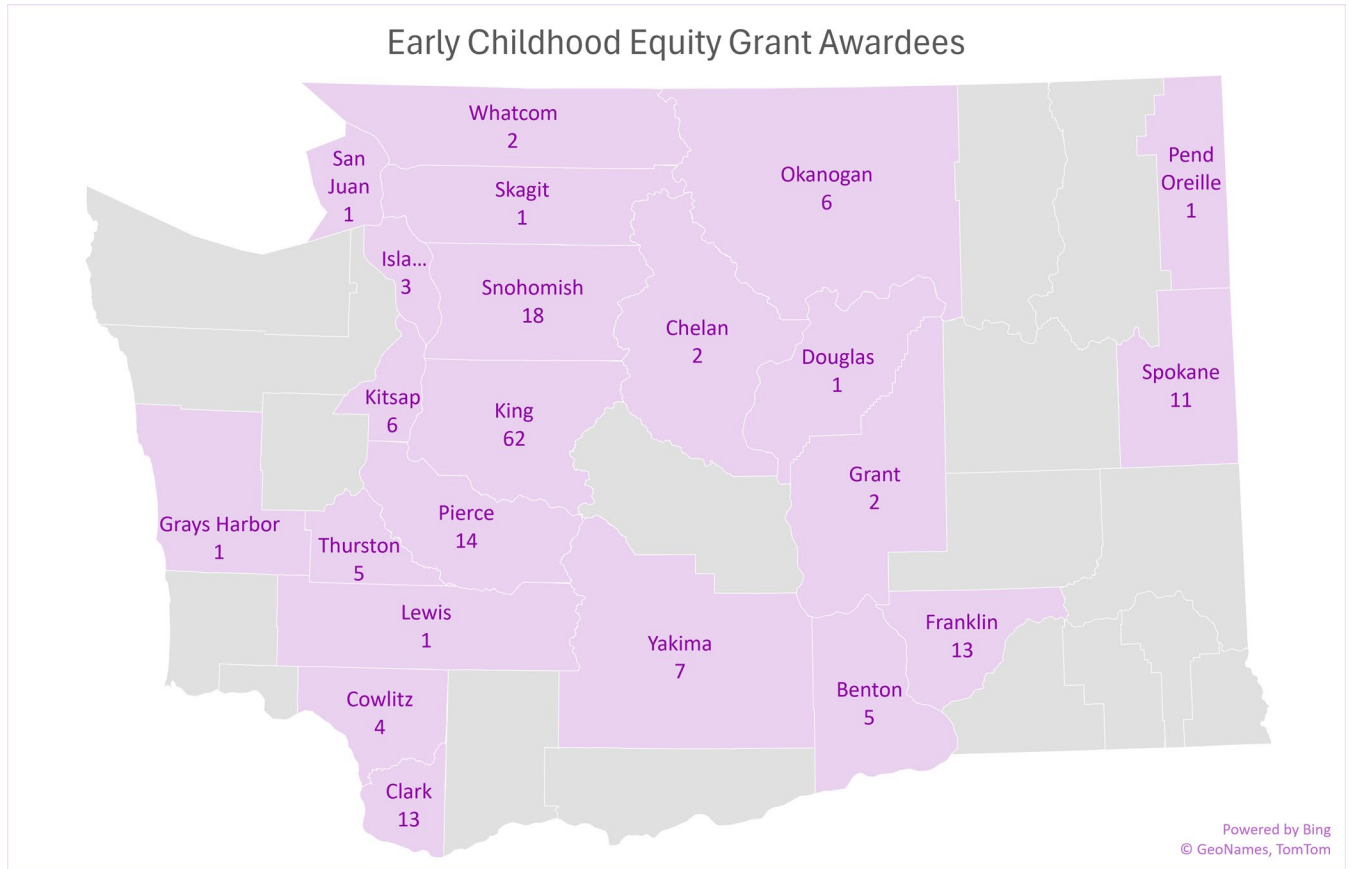 Early Childhood Equity Grant Awardees
Whatcom
2
San
Juan
1
Skagit
1
Okanogan
6
Pend
Oreille
1
Isla...
3
Snohomish
18
Chelan
2
Douglas
1
Spokane
11
Kitsap
6
King
62
Grant
2
Grays Harbor
1
Thurston
5
Pierce
14
Lewis
1
Yakima
7
Franklin
13
Benton
5
Cowlitz
4
Clark
13
Powered by Bing
© GeoNames, TomTom